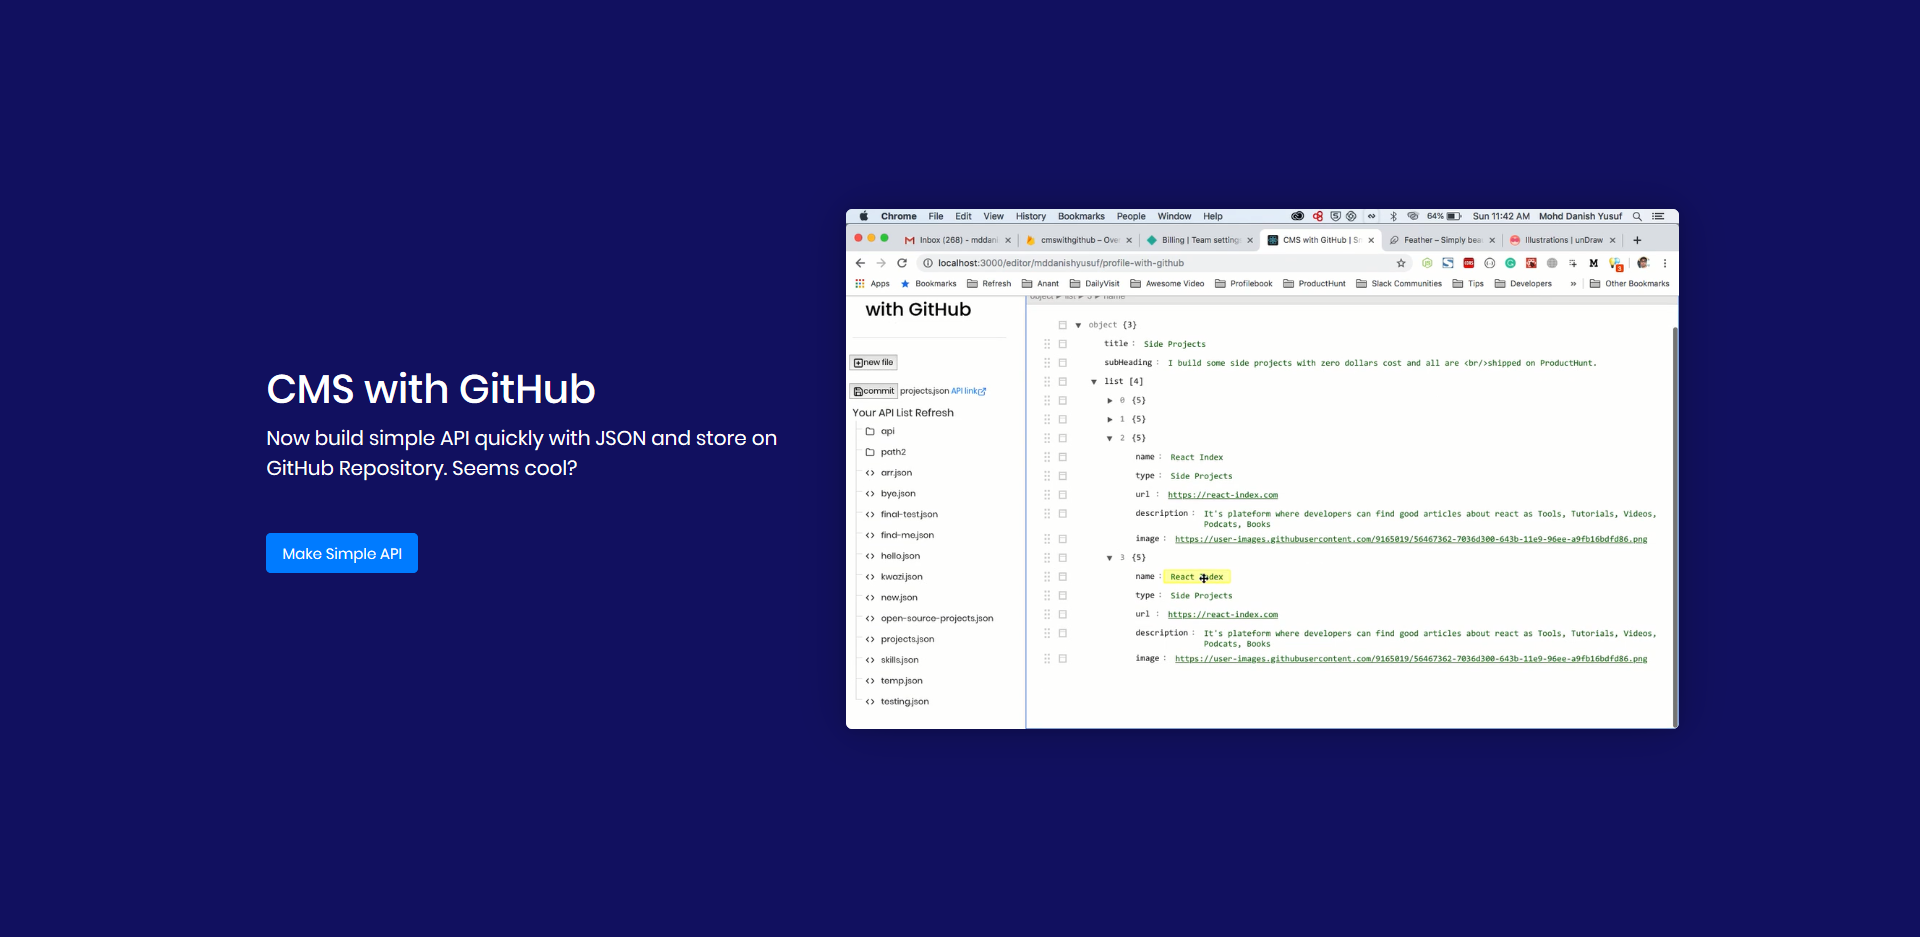 CMS with GitHub
Now build simple API quickly with JSON and store on
GitHub Repository. Seems cool?
Make Simple API
Chrome File Edit View History Bookmarks People Window Help 64% Sun 11:42 AM Mohd Danish Yusuf
Inbox (268) - mddani cmswithgithub – Ove Billing | Team setting CMS with GitHub | S Feather – Simply bea Illustrations | unDraw
localhost:3000/editor/mddanishyusuf/profile-with-github
Apps Bookmarks Refresh Anant DailyVisit Awesome Video Profilebook ProductHunt Slack Communities Tips Developers » Other Bookmarks
with GitHub
new file
commit projects.json API link
Your API List Refresh
api
path2
arr.json
bye.json
final-test.json
find-me.json
hello.json
kwazi.json
new.json
open-source-projects.json
projects.json
skills.json
temp.json
testing.json
object {3}
title : Side Projects
subHeading : I build some side projects with zero dollars cost and all are <br/>shipped on ProductHunt.
list [4]
0 {5}
1 {5}
2 {5}
name : React Index
type : Side Projects
url : https://react-index.com
description : It's plateform where developers can find good articles about react as Tools, Tutorials, Videos,
Podcats, Books
image : https://user-images.githubusercontent.com/9165019/56467362-7036d300-643b-11e9-96ee-a9fb16bdfd86.png
3 {5}
name : React Index
type : Side Projects
url : https://react-index.com
description : It's plateform where developers can find good articles about react as Tools, Tutorials, Videos,
Podcats, Books
image : https://user-images.githubusercontent.com/9165019/56467362-7036d300-643b-11e9-96ee-a9fb16bdfd86.png